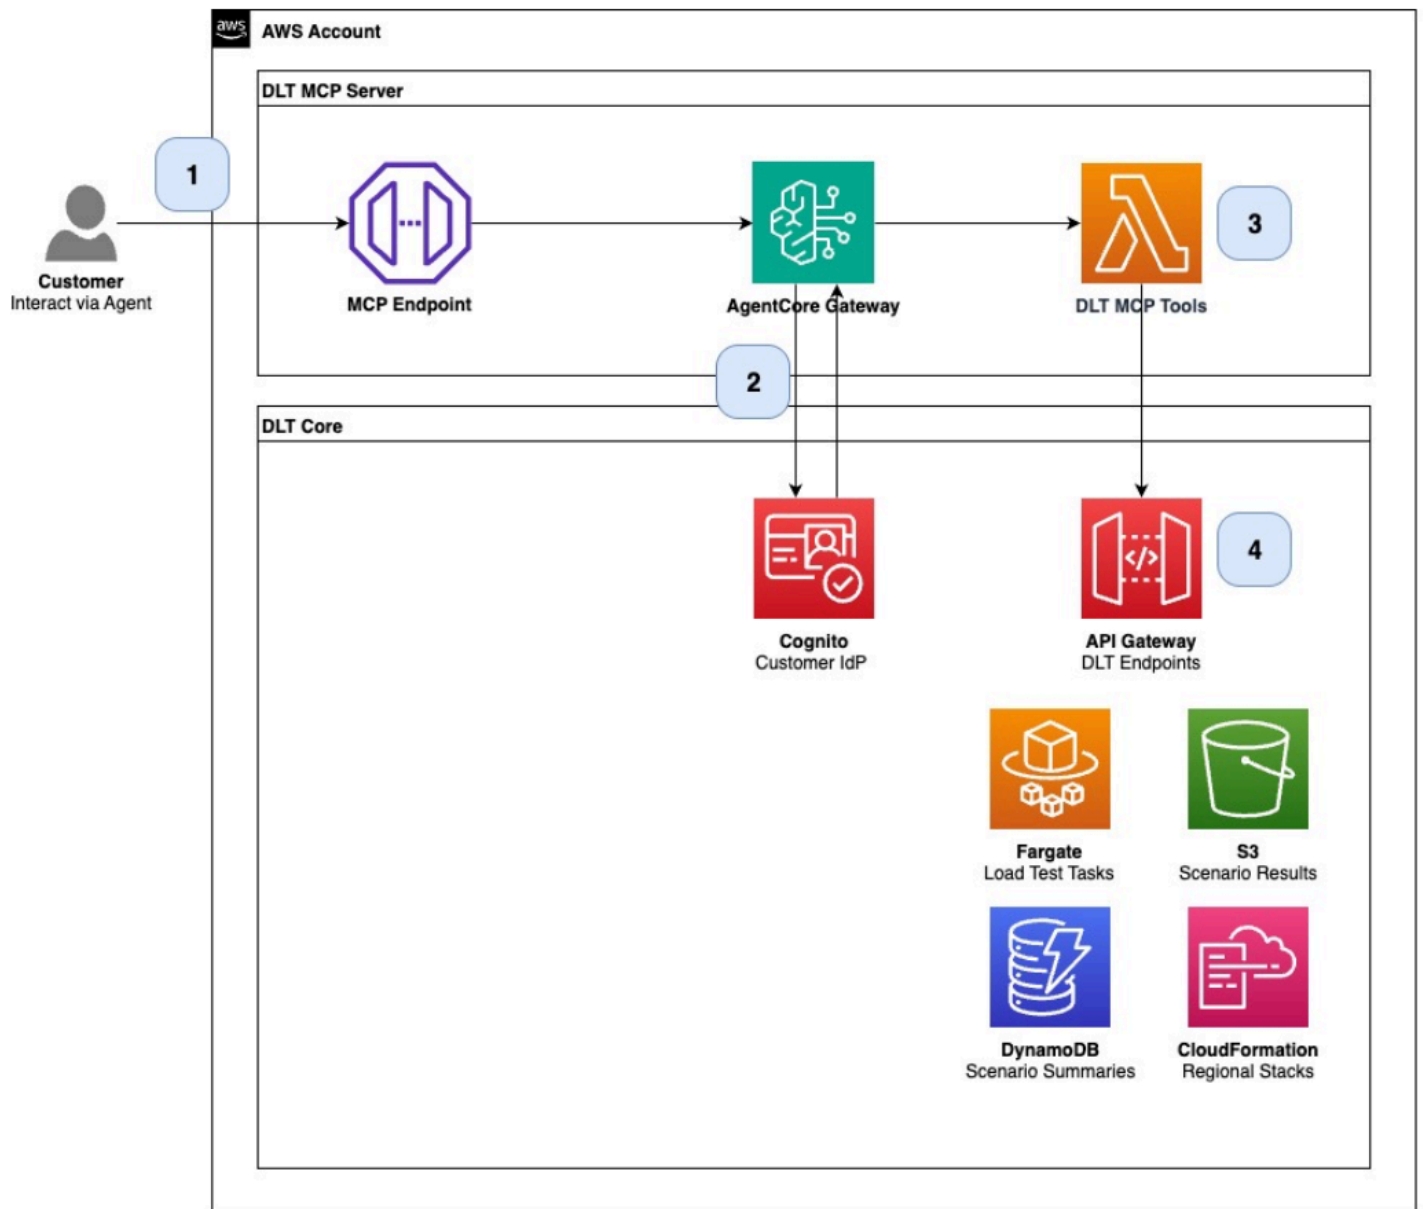 aws
AWS Account
DLT MCP Server
1
3
Customer
Interact via Agent
MCP Endpoint
AgentCore Gateway
DLT MCP Tools
2
DLT Core
4
</>
Cognito
Customer IdP
API Gateway
DLT Endpoints
Fargate
Load Test Tasks
S3
Scenario Results
DynamoDB
Scenario Summaries
CloudFormation
Regional Stacks